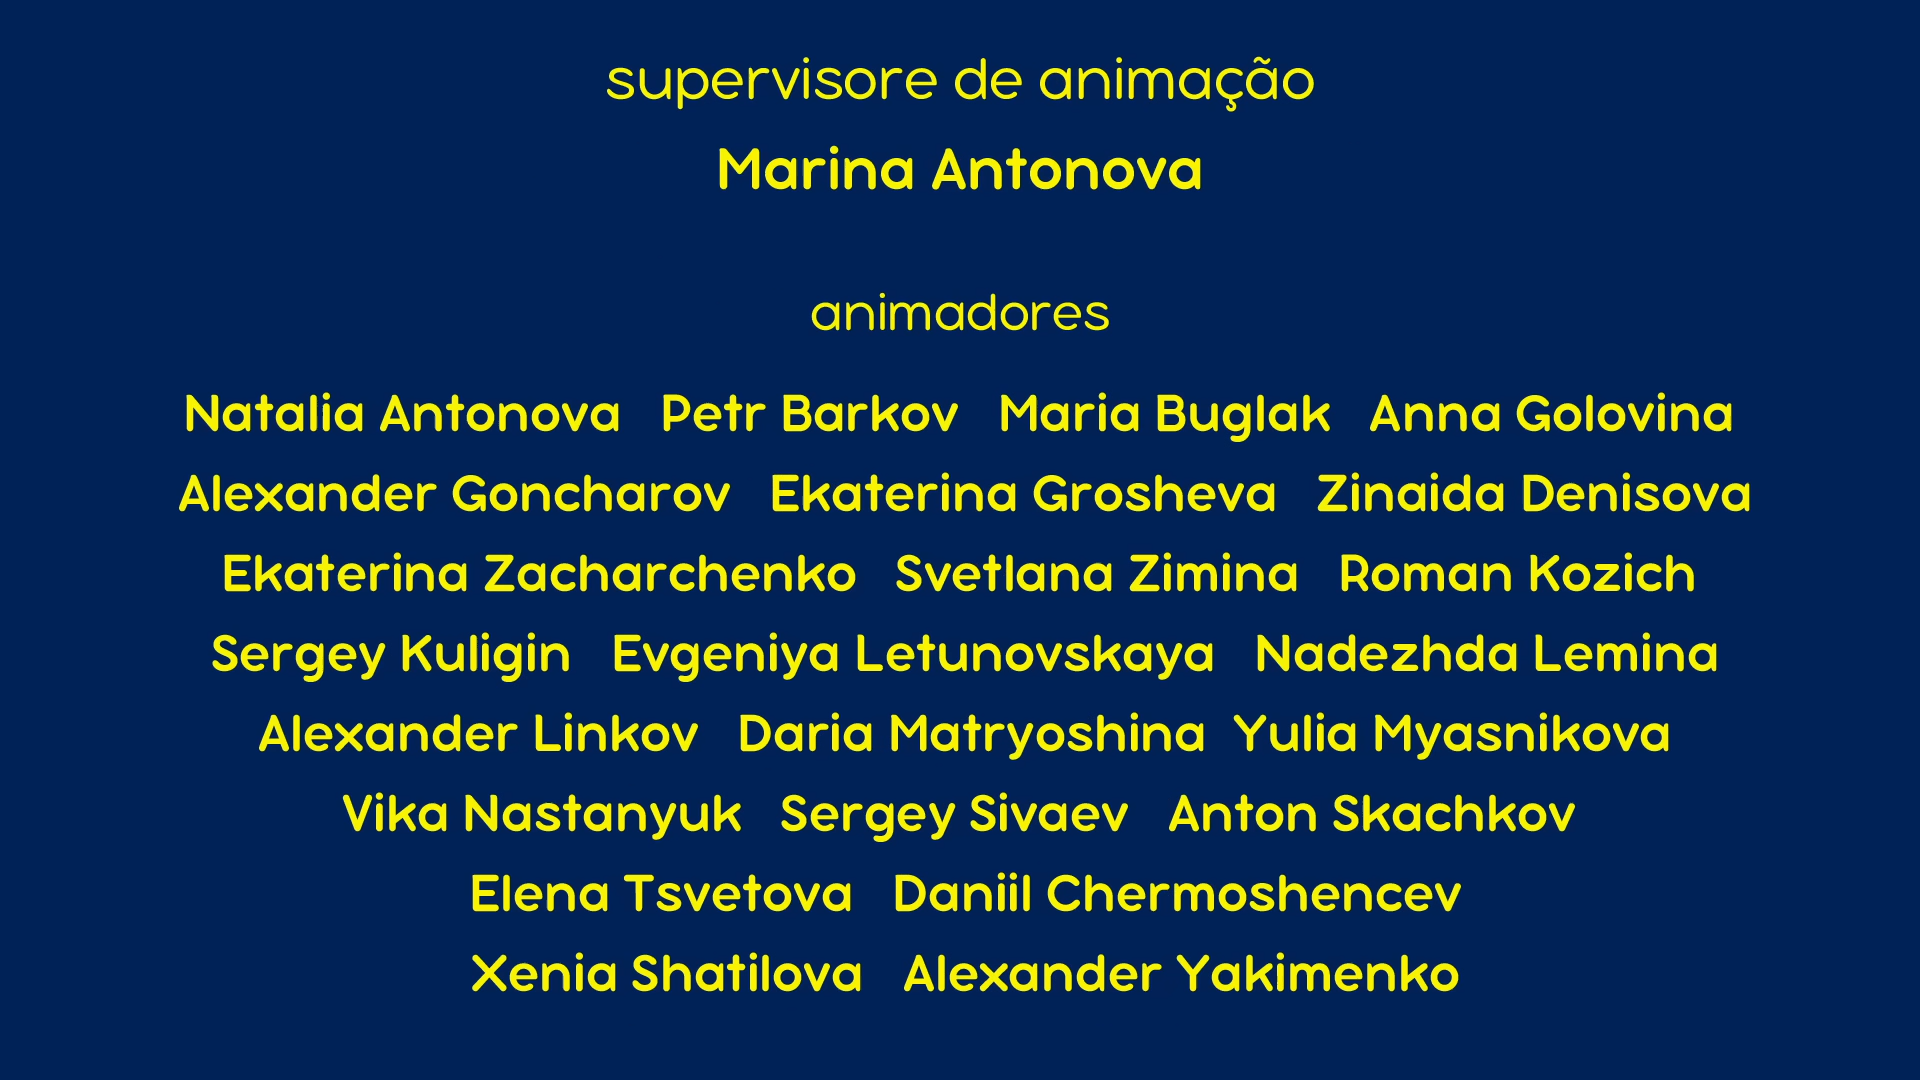 supervisore de animação
Marina Antonova
animadores
Natalia Antonova Petr Barkov Maria Buglak Anna Golovina
Alexander Goncharov Ekaterina Grosheva Zinaida Denisova
Ekaterina Zacharchenko Svetlana Zimina Roman Kozich
Sergey Kuligin Evgeniya Letunovskaya Nadezhda Lemina
Alexander Linkov Daria Matryoshina Yulia Myasnikova
Vika Nastanyuk Sergey Sivaev Anton Skachkov
Elena Tsvetova Daniil Chermoshencev
Xenia Shatilova Alexander Yakimenko